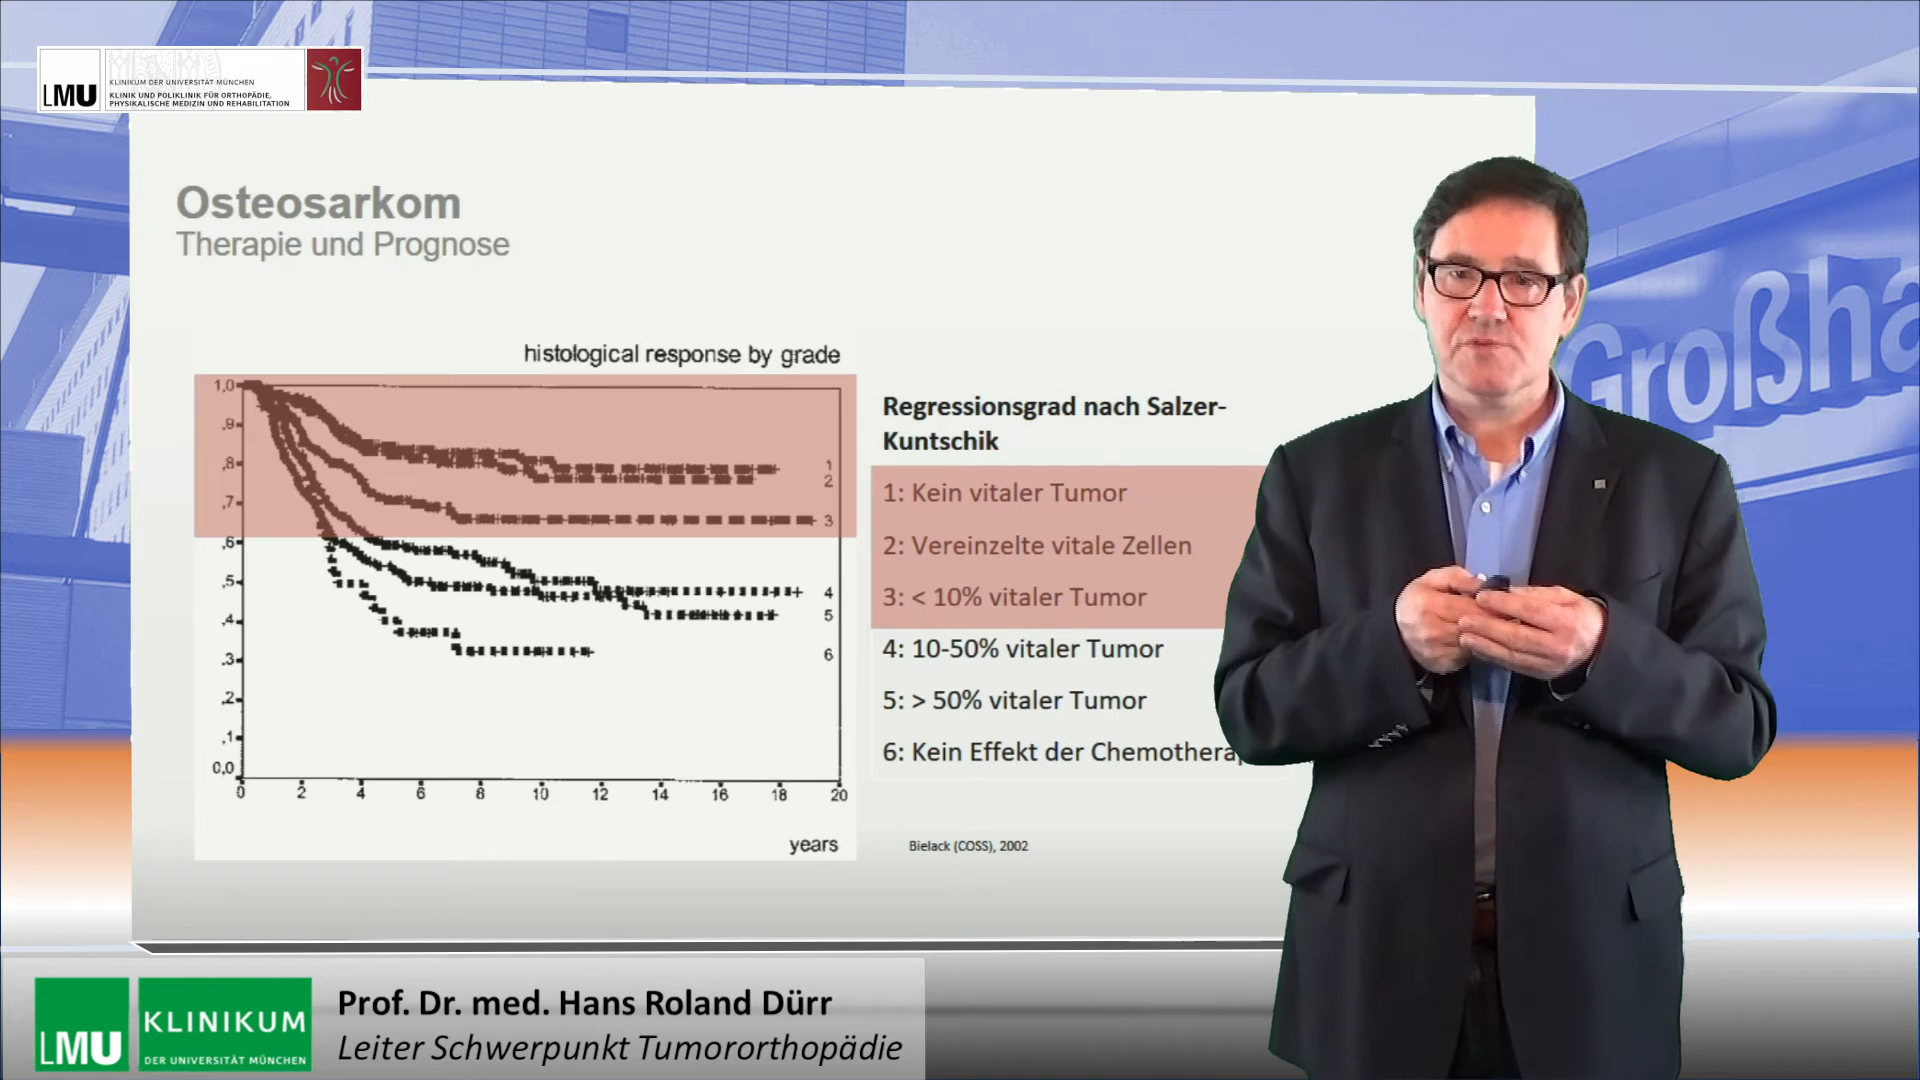 LMU
KLINIKUM DER UNIVERSITÄT MÜNCHEN
KLINIK UND POLIKLINIK FÜR ORTHOPÄDIE,
PHYSIKALISCHE MEDIZIN UND REHABILITATION
Großha
Osteosarkom
Therapie und Prognose
histological response by grade
1,0
,9
,8
,7
,6
,5
,4
,3
,2
,1
0,0
1
2
3
4
5
6
0 2 4 6 8 10 12 14 16 18 20
years
Regressionsgrad nach Salzer-
Kuntschik
1: Kein vitaler Tumor
2: Vereinzelte vitale Zellen
3: < 10% vitaler Tumor
4: 10-50% vitaler Tumor
5: > 50% vitaler Tumor
6: Kein Effekt der Chemothera
Bielack (COSS), 2002
LMU
KLINIKUM
DER UNIVERSITÄT MÜNCHEN
Prof. Dr. med. Hans Roland Dürr
Leiter Schwerpunkt Tumororthopädie